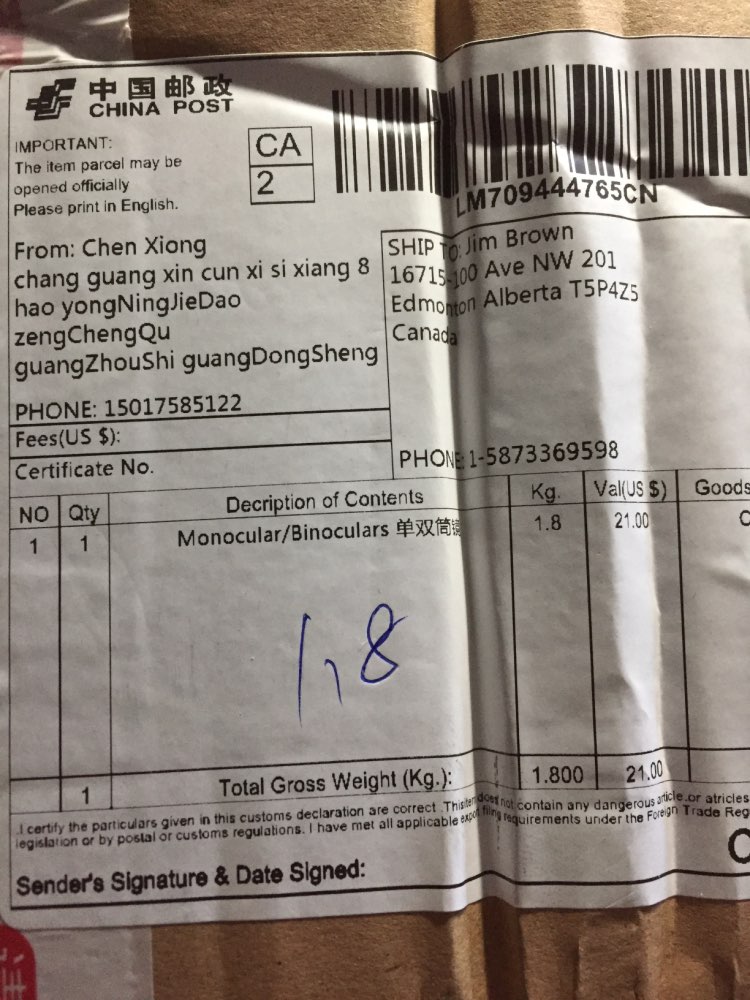 中国邮政
CHINA POST
IMPORTANT:
The item parcel may be
opened officially
Please print in English.
CA
2
LM709444765CN
From: Chen Xiong
chang guang xin cun xi si xiang 8
hao yongNingJieDao
zengChengQu
guangZhouShi guangDongSheng
PHONE: 15017585122
SHIP TO: Jim Brown
16715-100 Ave NW 201
Edmonton Alberta T5P4Z5
Canada
PHONE: 1-5873369598
Fees(US $):
Certificate No.
NO Qty Decription of Contents Kg. Val(US $) Goods
1 1 Monocular/Binoculars 单双筒镜 1.8 21.00 C
1,8
1 Total Gross Weight (Kg.): 1.800 21.00
.I certify the particulars given in this customs declaration are correct .This item does not contain any dangerous article.or atricles
legislation or by postal or customs regulations. I have met all applicable export filing requirements under the Foreign Trade Reg
C
Sender's Signature & Date Signed: